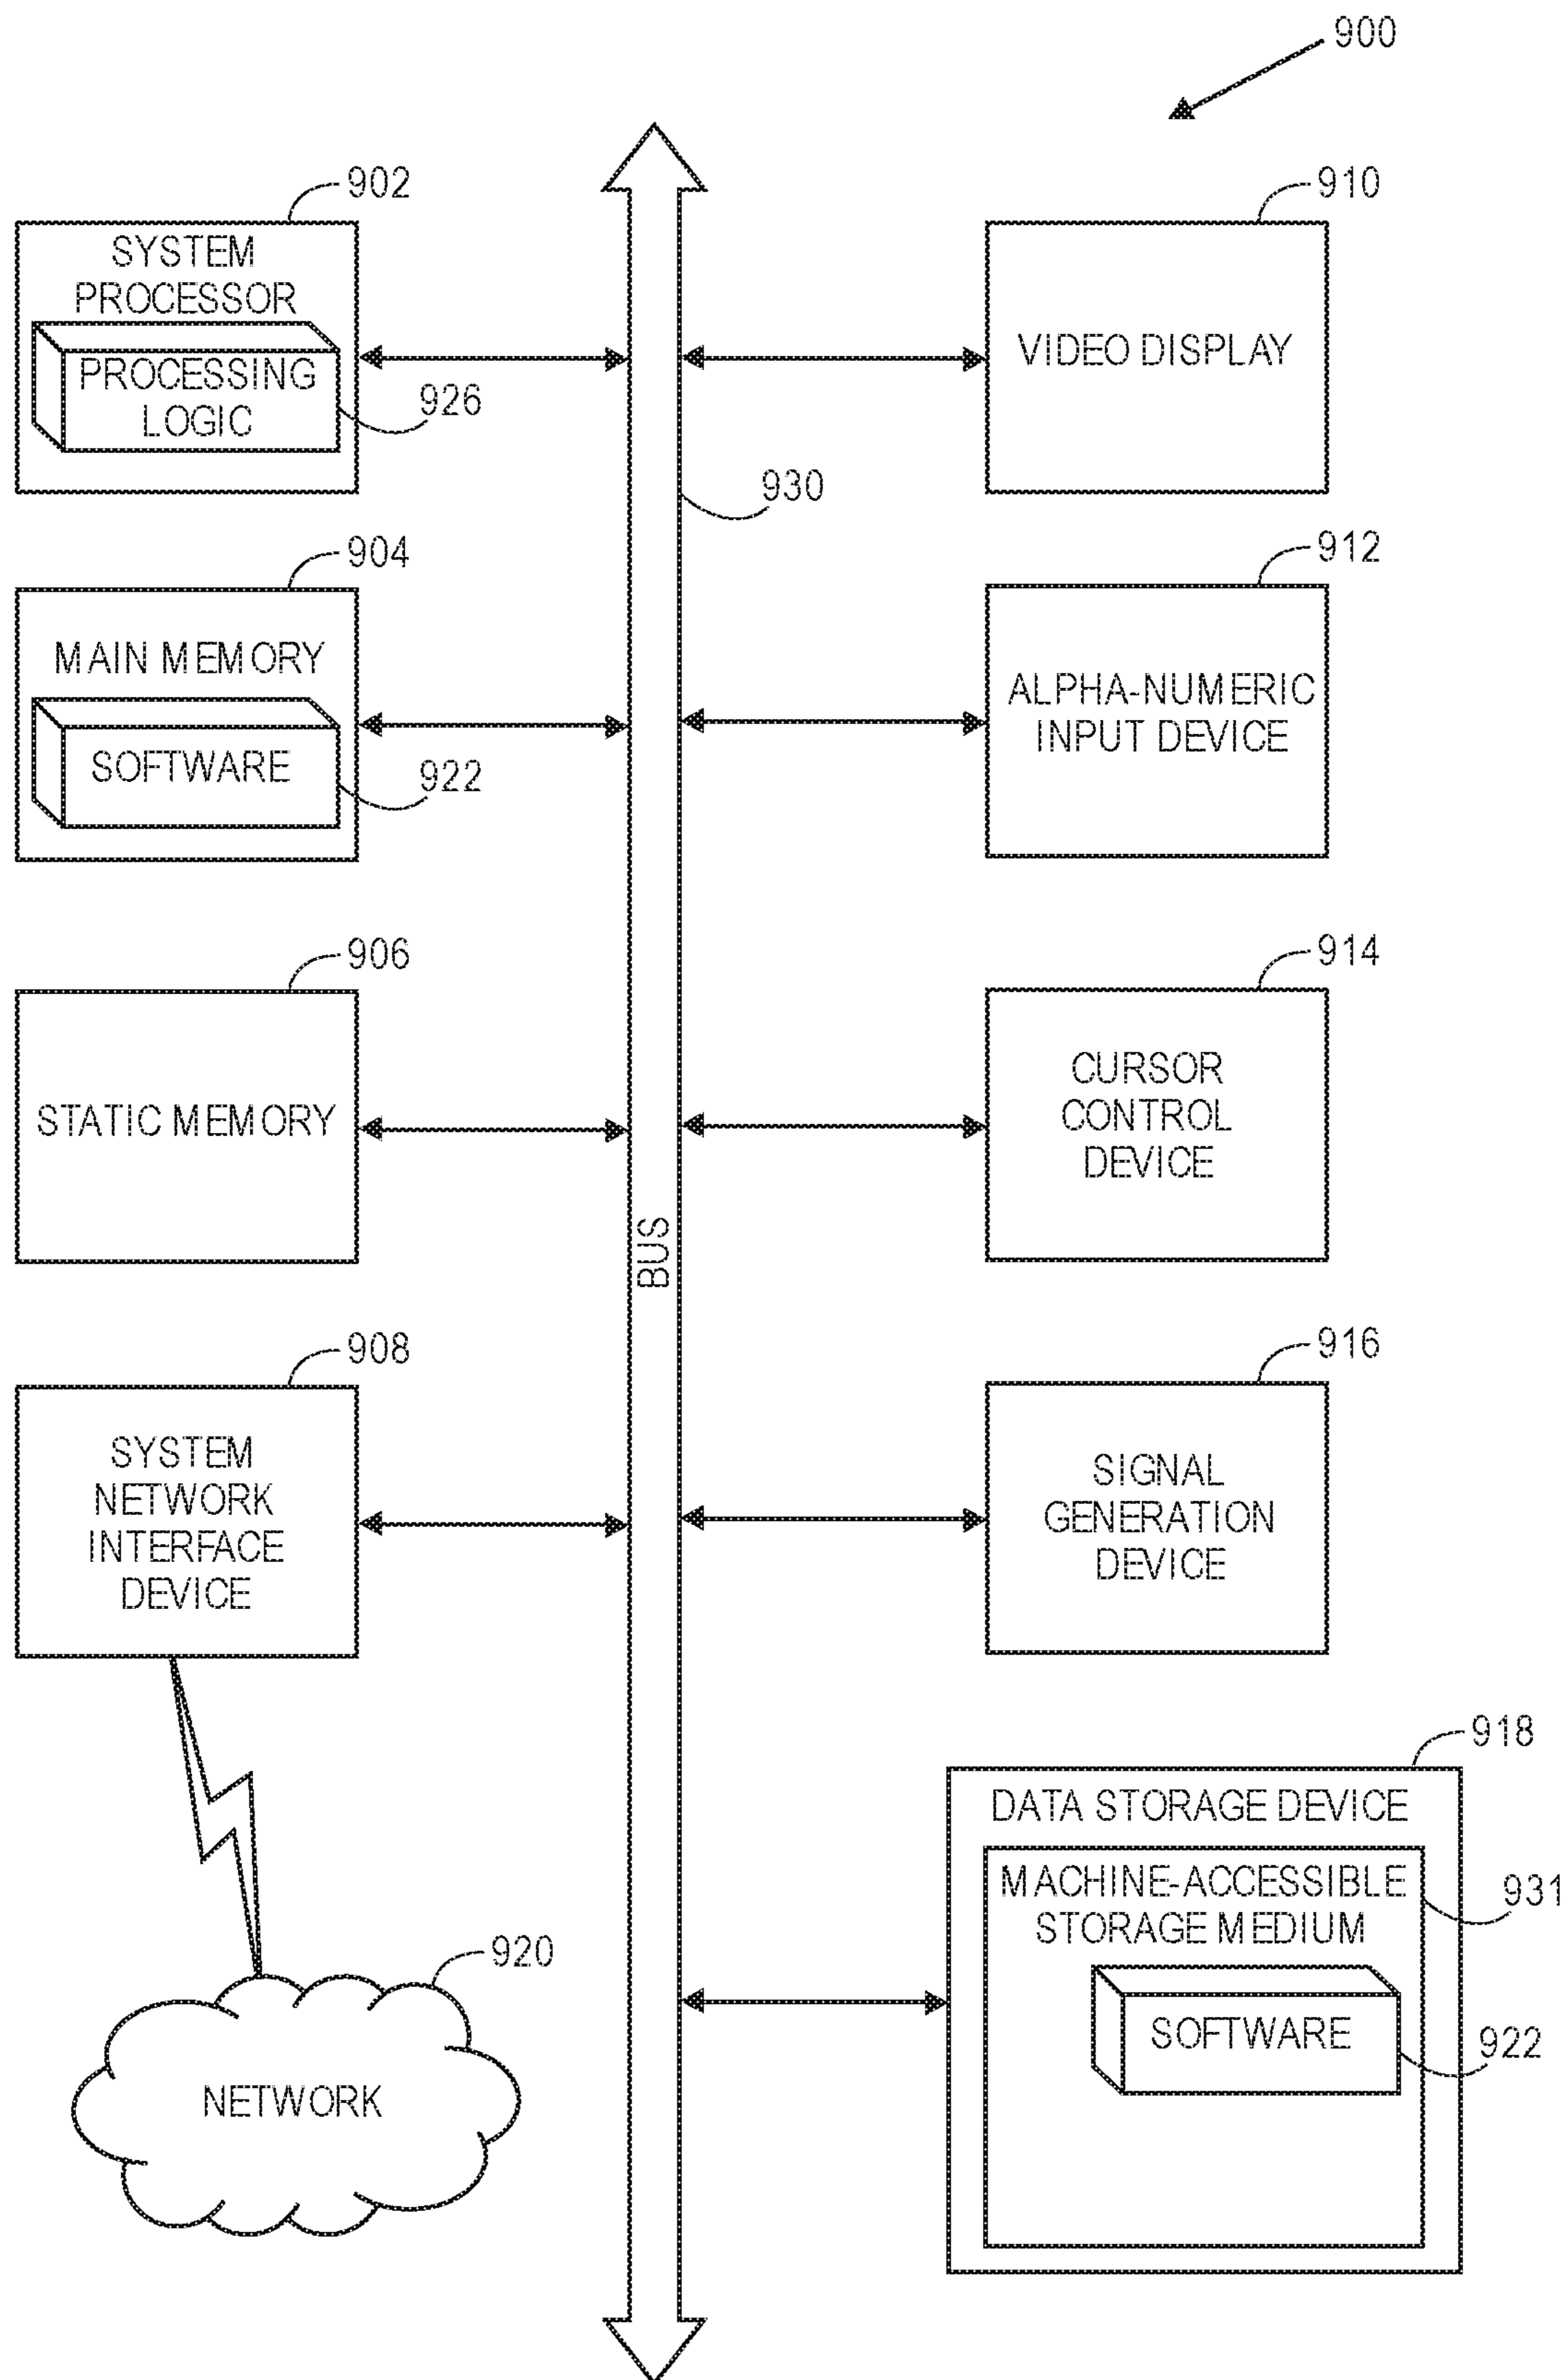 900
902
SYSTEM
PROCESSOR
PROCESSING
LOGIC
926
910
VIDEO DISPLAY
930
904
MAIN MEMORY
SOFTWARE
922
912
ALPHA-NUMERIC
INPUT DEVICE
906
STATIC MEMORY
914
CURSOR
CONTROL
DEVICE
BUS
908
SYSTEM
NETWORK
INTERFACE
DEVICE
916
SIGNAL
GENERATION
DEVICE
918
DATA STORAGE DEVICE
MACHINE-ACCESSIBLE
STORAGE MEDIUM
931
SOFTWARE
922
920
NETWORK